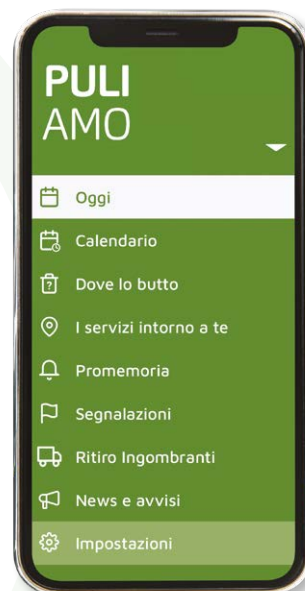 PULI
AMO
Oggi
Calendario
Dove lo butto
I servizi intorno a te
Promemoria
Segnalazioni
Ritiro Ingombranti
News e avvisi
Impostazioni